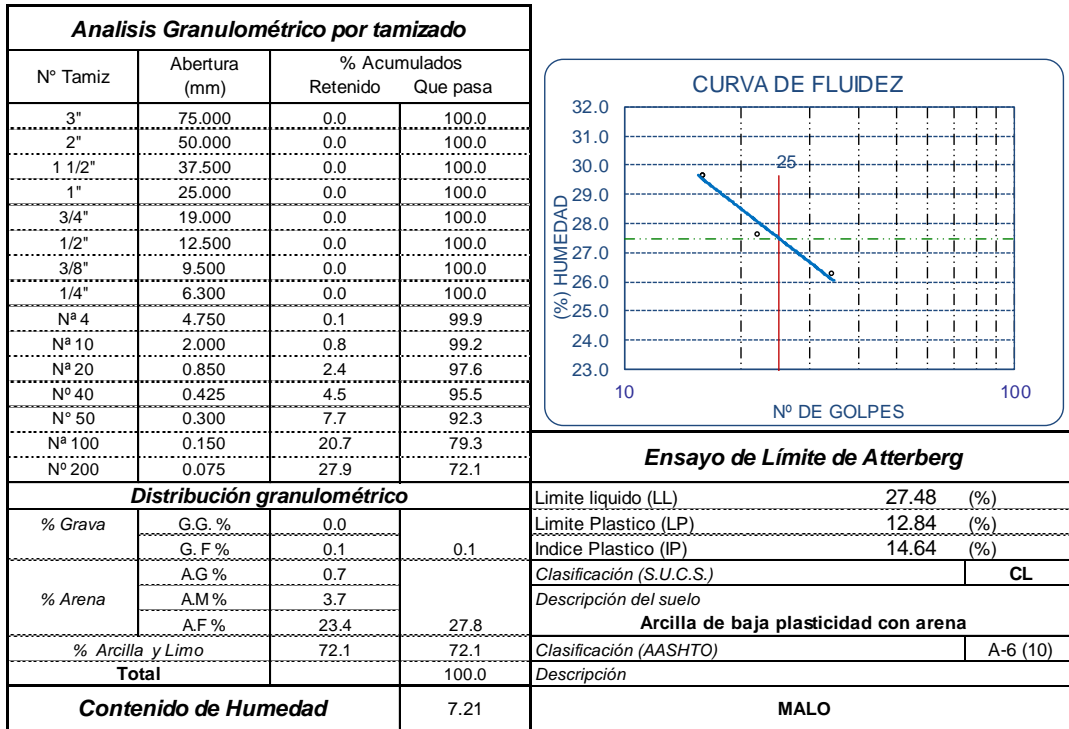 Analisis Granulométrico por tamizado
N° Tamiz Abertura (mm) % Acumulados
Retenido Que pasa
3" 75.000 0.0 100.0
2" 50.000 0.0 100.0
1 1/2" 37.500 0.0 100.0
1" 25.000 0.0 100.0
3/4" 19.000 0.0 100.0
1/2" 12.500 0.0 100.0
3/8" 9.500 0.0 100.0
1/4" 6.300 0.0 100.0
Nª 4 4.750 0.1 99.9
Nª 10 2.000 0.8 99.2
Nª 20 0.850 2.4 97.6
Nº 40 0.425 4.5 95.5
N° 50 0.300 7.7 92.3
Nª 100 0.150 20.7 79.3
Nº 200 0.075 27.9 72.1
Distribución granulométrico
% Grava G.G. % 0.0
G. F % 0.1 0.1
% Arena A.G % 0.7
A.M % 3.7
A.F % 23.4 27.8
% Arcilla y Limo 72.1 72.1
Total 100.0
Contenido de Humedad 7.21
CURVA DE FLUIDEZ
32.0
31.0
30.0
29.0
28.0
27.0
26.0
25.0
24.0
23.0
(%) HUMEDAD
25
10 100
Nº DE GOLPES
Ensayo de Límite de Atterberg
Limite liquido (LL) 27.48 (%)
Limite Plastico (LP) 12.84 (%)
Indice Plastico (IP) 14.64 (%)
Clasificación (S.U.C.S.) CL
Descripción del suelo
Arcilla de baja plasticidad con arena
Clasificación (AASHTO) A-6 (10)
Descripción
MALO